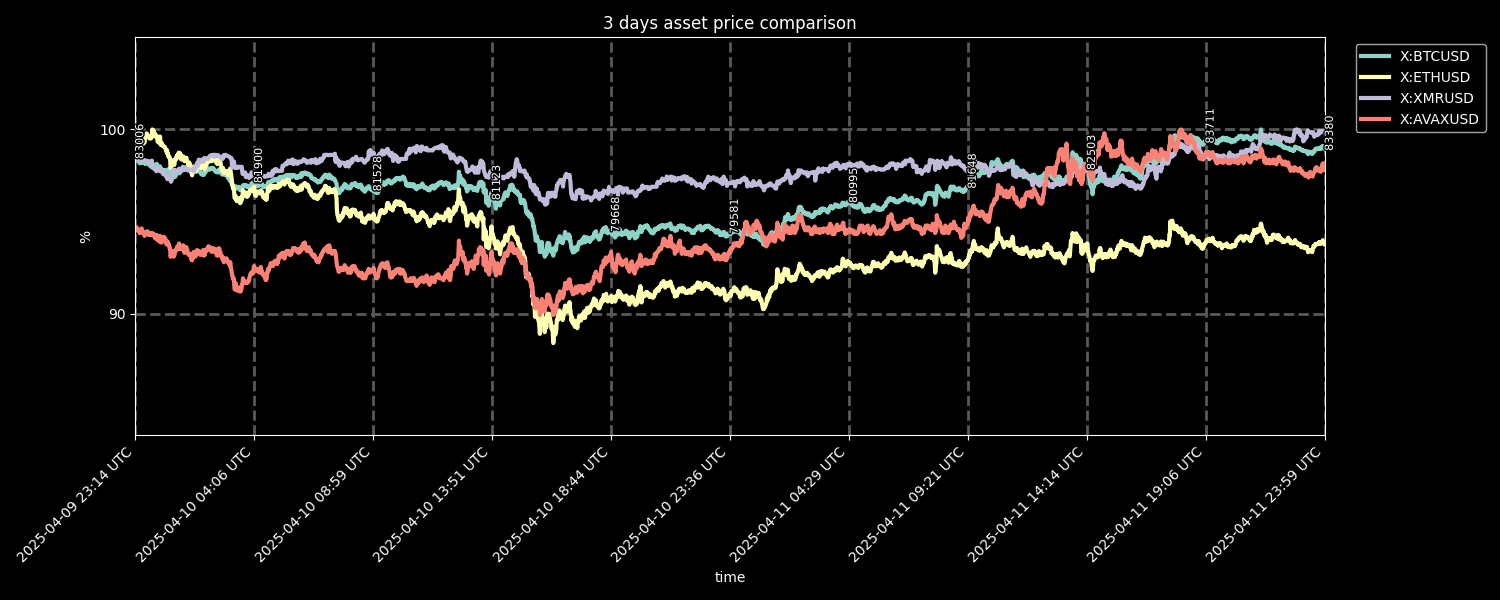 3 days asset price comparison
X:BTCUSD
X:ETHUSD
X:XMRUSD
X:AVAXUSD
100
90
%
83006
81900
81528
81123
79668
79581
80995
81648
82503
83711
83380
2025-04-09 23:14 UTC
2025-04-10 04:06 UTC
2025-04-10 08:59 UTC
2025-04-10 13:51 UTC
2025-04-10 18:44 UTC
2025-04-10 23:36 UTC
2025-04-11 04:29 UTC
2025-04-11 09:21 UTC
2025-04-11 14:14 UTC
2025-04-11 19:06 UTC
2025-04-11 23:59 UTC
time